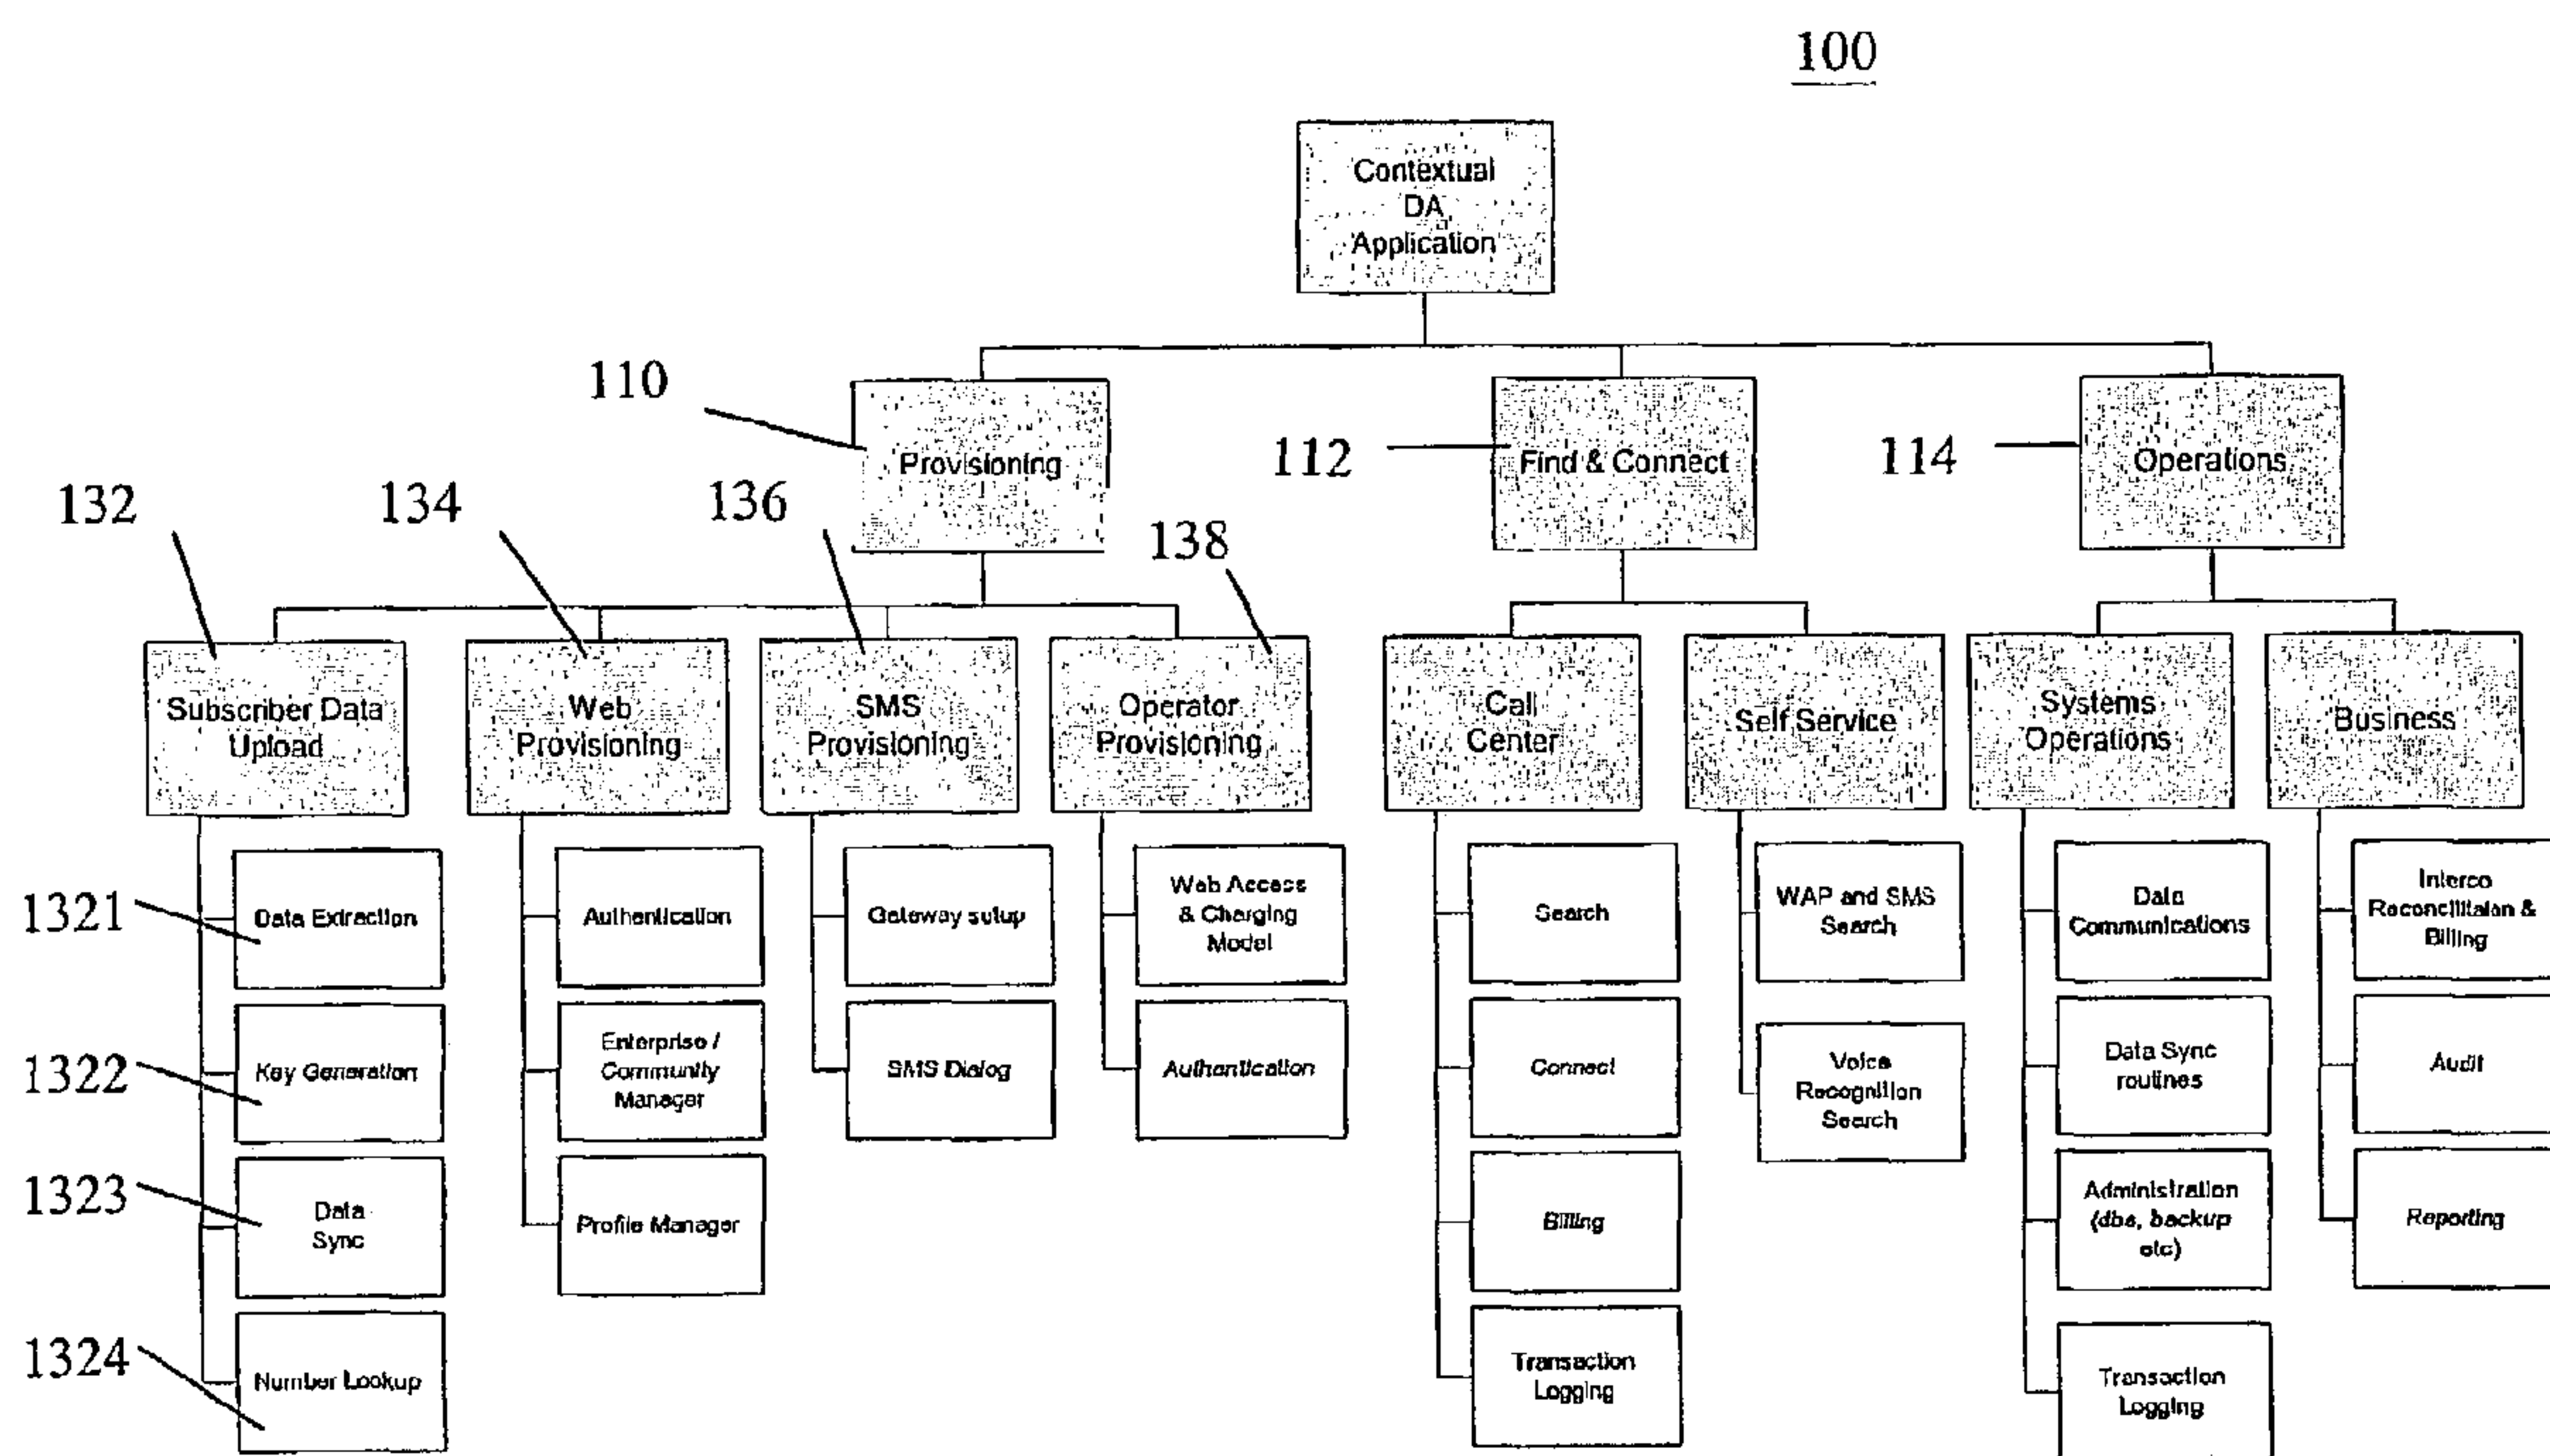 100
Contextual
DA
Application
110
Provisioning
112
Find & Connect
114
Operations
132
134
136
138
Subscriber Data
Upload
Web
Provisioning
SMS
Provisioning
Operator
Provisioning
Call
Center
Self Service
Systems
Operations
Business
1321
Data Extraction
1322
Key Generation
1323
Data
Sync
1324
Number Lookup
Authentication
Enterprise /
Community
Manager
Profile Manager
Gateway setup
SMS Dialog
Web Access
& Charging
Model
Authentication
Search
Connect
Billing
Transaction
Logging
WAP and SMS
Search
Voice
Recognition
Search
Data
Communications
Data Sync
routines
Administration
(dba, backup
etc)
Transaction
Logging
Interco
Reconcilitaion &
Billing
Audit
Reporting